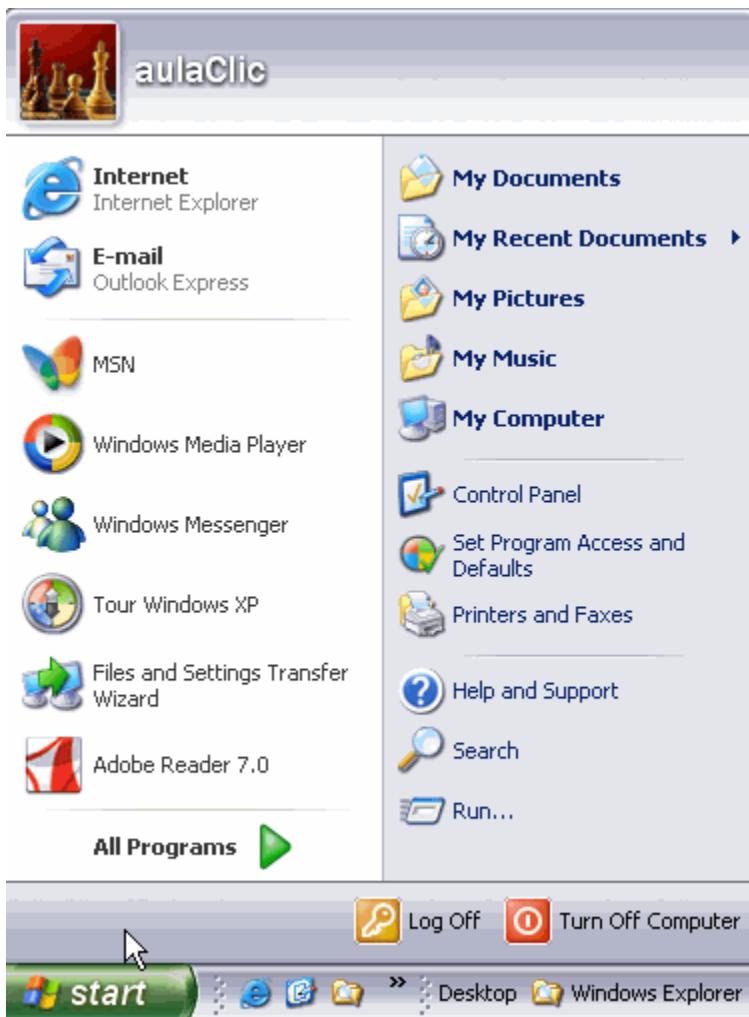 aulaClic
Internet
Internet Explorer
E-mail
Outlook Express
MSN
Windows Media Player
Windows Messenger
Tour Windows XP
Files and Settings Transfer
Wizard
Adobe Reader 7.0
All Programs
My Documents
My Recent Documents
My Pictures
My Music
My Computer
Control Panel
Set Program Access and
Defaults
Printers and Faxes
Help and Support
Search
Run...
Log Off
Turn Off Computer
start
»
Desktop
Windows Explorer